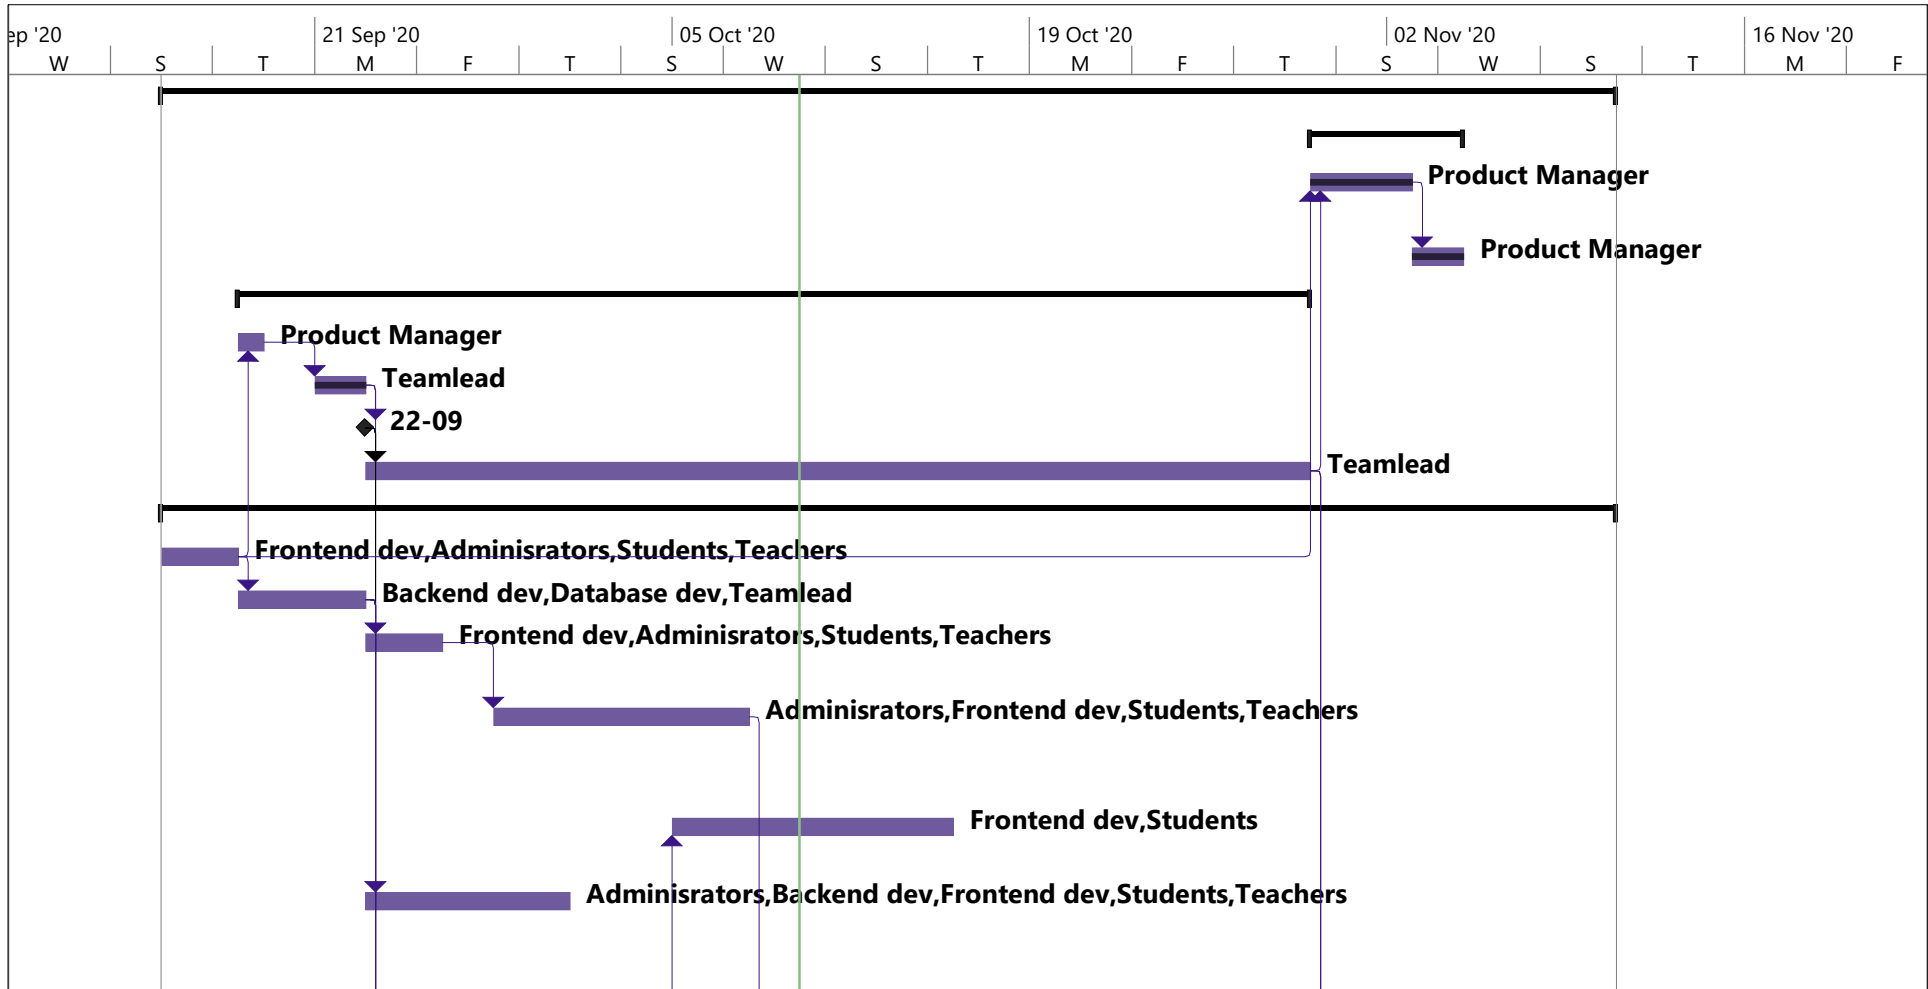 ep '20 21 Sep '20 05 Oct '20 19 Oct '20 02 Nov '20 16 Nov '20
W S T M F T S W S T M F T S W S T M F
Product Manager
Product Manager
Product Manager
Teamlead
22-09
Teamlead
Frontend dev,Adminisrators,Students,Teachers
Backend dev,Database dev,Teamlead
Frontend dev,Adminisrators,Students,Teachers
Adminisrators,Frontend dev,Students,Teachers
Frontend dev,Students
Adminisrators,Backend dev,Frontend dev,Students,Teachers